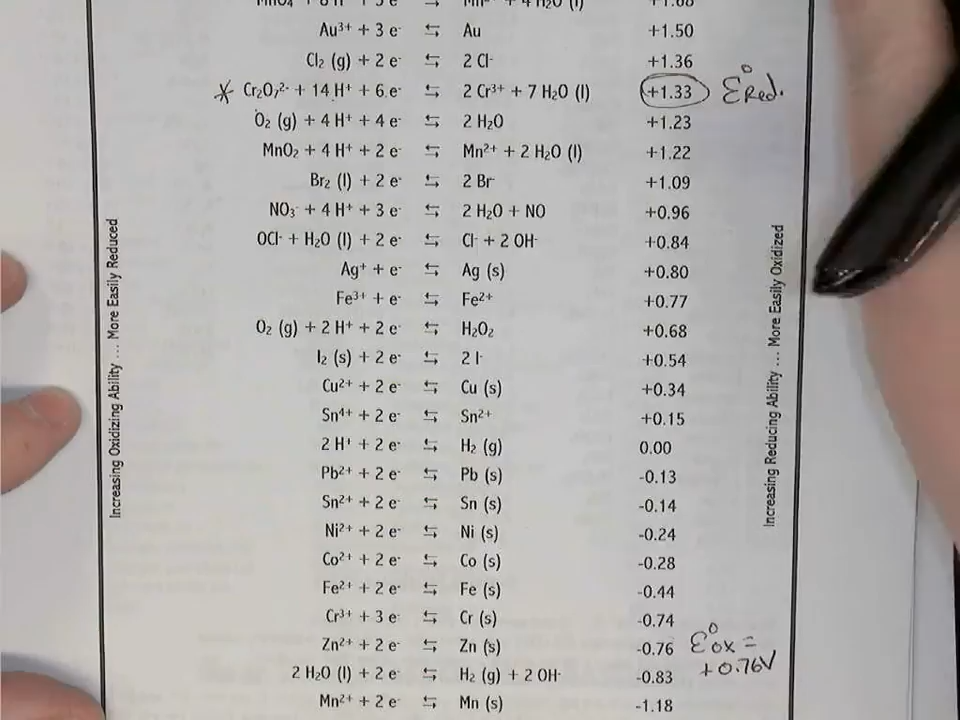 Au³⁺ + 3 e⁻ ⇆ Au +1.50
Cl₂ (g) + 2 e⁻ ⇆ 2 Cl⁻ +1.36
* Cr₂O₇²⁻ + 14 H⁺ + 6 e⁻ ⇆ 2 Cr³⁺ + 7 H₂O (l) +1.33 Ɛ° Red.
O₂ (g) + 4 H⁺ + 4 e⁻ ⇆ 2 H₂O +1.23
MnO₂ + 4 H⁺ + 2 e⁻ ⇆ Mn²⁺ + 2 H₂O (l) +1.22
Br₂ (l) + 2 e⁻ ⇆ 2 Br⁻ +1.09
NO₃⁻ + 4 H⁺ + 3 e⁻ ⇆ 2 H₂O + NO +0.96
OCl⁻ + H₂O (l) + 2 e⁻ ⇆ Cl⁻ + 2 OH⁻ +0.84
Ag⁺ + e⁻ ⇆ Ag (s) +0.80
Fe³⁺ + e⁻ ⇆ Fe²⁺ +0.77
O₂ (g) + 2 H⁺ + 2 e⁻ ⇆ H₂O₂ +0.68
I₂ (s) + 2 e⁻ ⇆ 2 I⁻ +0.54
Cu²⁺ + 2 e⁻ ⇆ Cu (s) +0.34
Sn⁴⁺ + 2 e⁻ ⇆ Sn²⁺ +0.15
2 H⁺ + 2 e⁻ ⇆ H₂ (g) 0.00
Pb²⁺ + 2 e⁻ ⇆ Pb (s) -0.13
Sn²⁺ + 2 e⁻ ⇆ Sn (s) -0.14
Ni²⁺ + 2 e⁻ ⇆ Ni (s) -0.24
Co²⁺ + 2 e⁻ ⇆ Co (s) -0.28
Fe²⁺ + 2 e⁻ ⇆ Fe (s) -0.44
Cr³⁺ + 3 e⁻ ⇆ Cr (s) -0.74
Zn²⁺ + 2 e⁻ ⇆ Zn (s) -0.76 Ɛ° ox =
+0.76V
2 H₂O (l) + 2 e⁻ ⇆ H₂ (g) + 2 OH⁻ -0.83
Mn²⁺ + 2 e⁻ ⇆ Mn (s) -1.18
Increasing Oxidizing Ability ... More Easily Reduced
Increasing Reducing Ability ... More Easily Oxidized